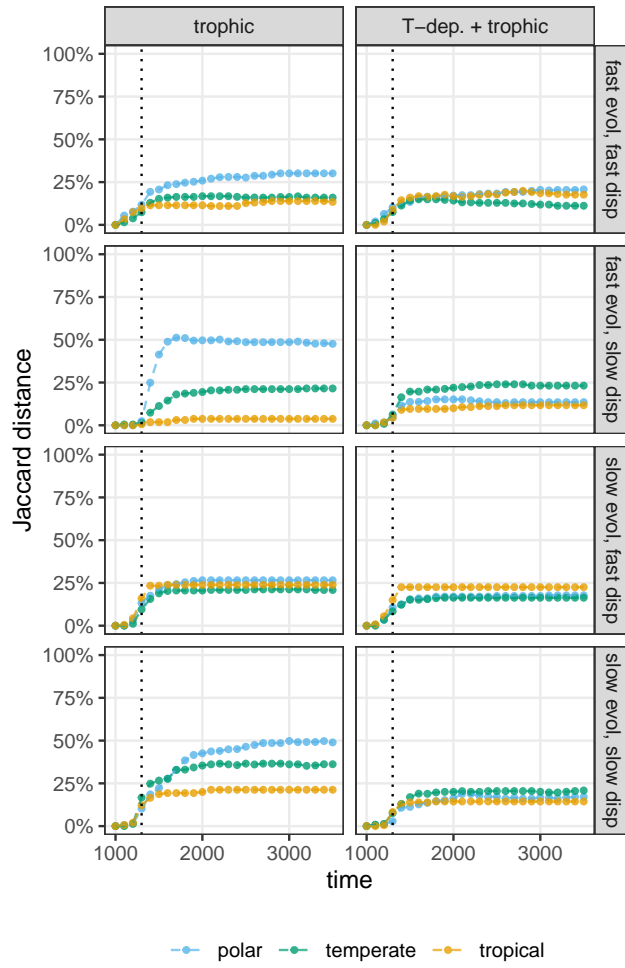 trophic
T-dep. + trophic
100%
75%
50%
25%
0%
fast evol, fast disp
100%
75%
50%
25%
0%
fast evol, slow disp
100%
75%
50%
25%
0%
slow evol, fast disp
100%
75%
50%
25%
0%
slow evol, slow disp
Jaccard distance
1000 2000 3000 1000 2000 3000
time
polar temperate tropical